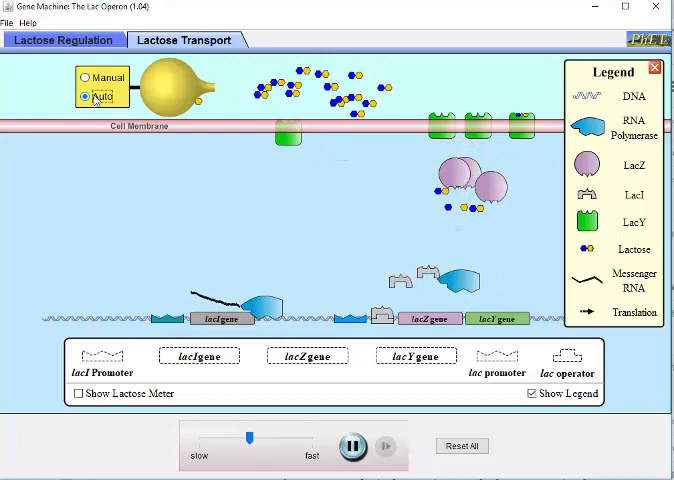 Gene Machine: The Lac Operon (1.04)
File Help
Lactose Regulation Lactose Transport
PhET
Manual
Auto
Cell Membrane
Legend
DNA
RNA
Polymerase
LacZ
LacI
LacY
Lactose
Messenger
RNA
Translation
lacI gene
lacZ gene
lacY gene
lacI gene
lacZ gene
lacY gene
lacI Promoter
lac promoter
lac operator
Show Lactose Meter
Show Legend
slow
fast
Reset All